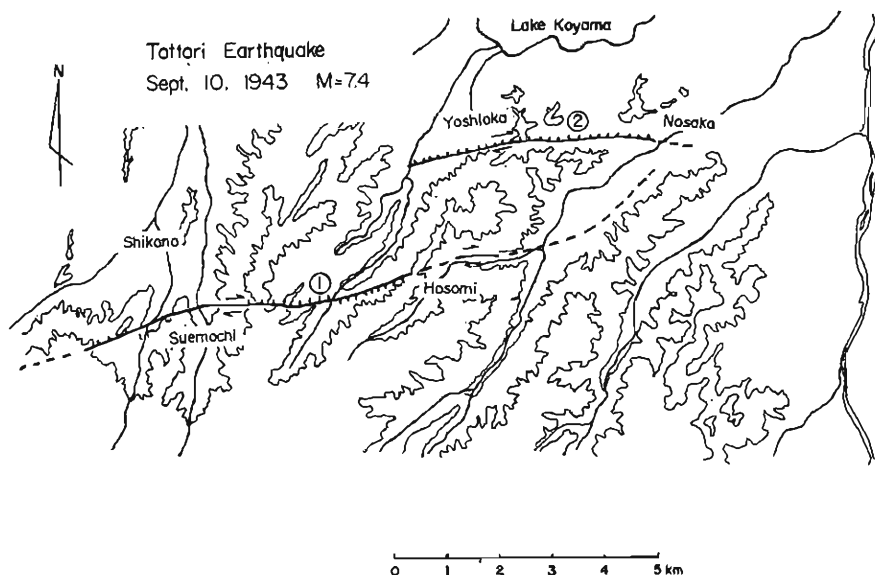 Lake Koyama
Tottori Earthquake
Sept. 10, 1943 M=7.4
N
Yoshioka
②
Nosaka
Shikano
①
Hosomi
Suemochi
0 1 2 3 4 5 km